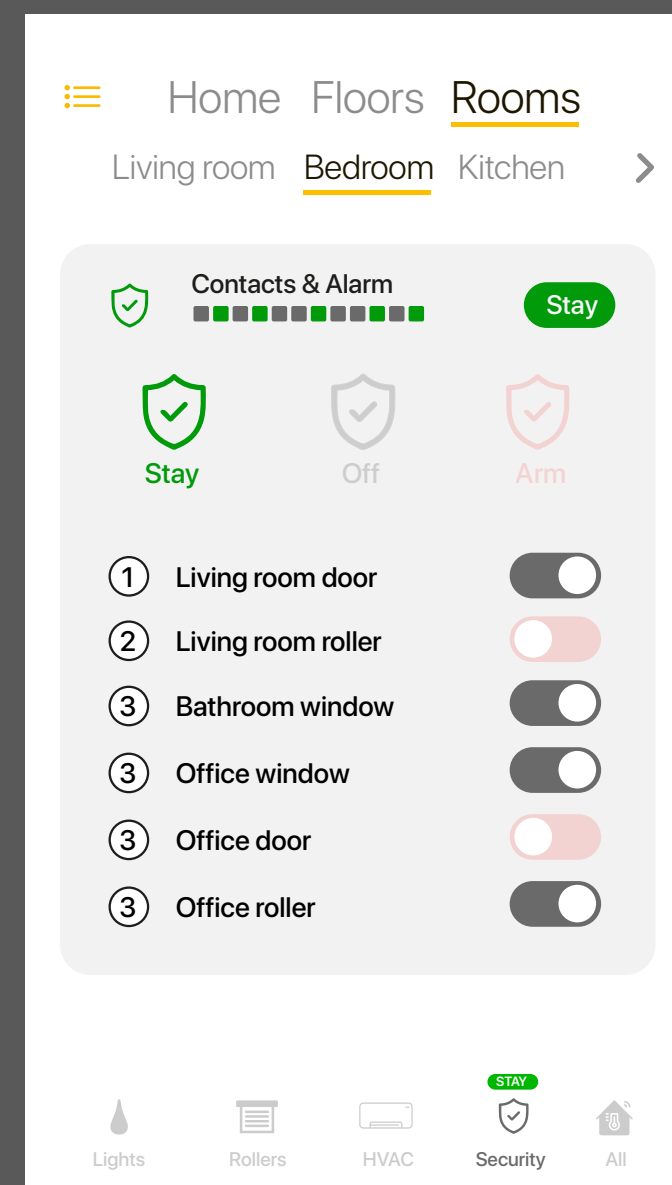 Home Floors Rooms
Living room Bedroom Kitchen
Contacts & Alarm
Stay
Stay Off Arm
1 Living room door
2 Living room roller
3 Bathroom window
3 Office window
3 Office door
3 Office roller
STAY
Lights Rollers HVAC Security All